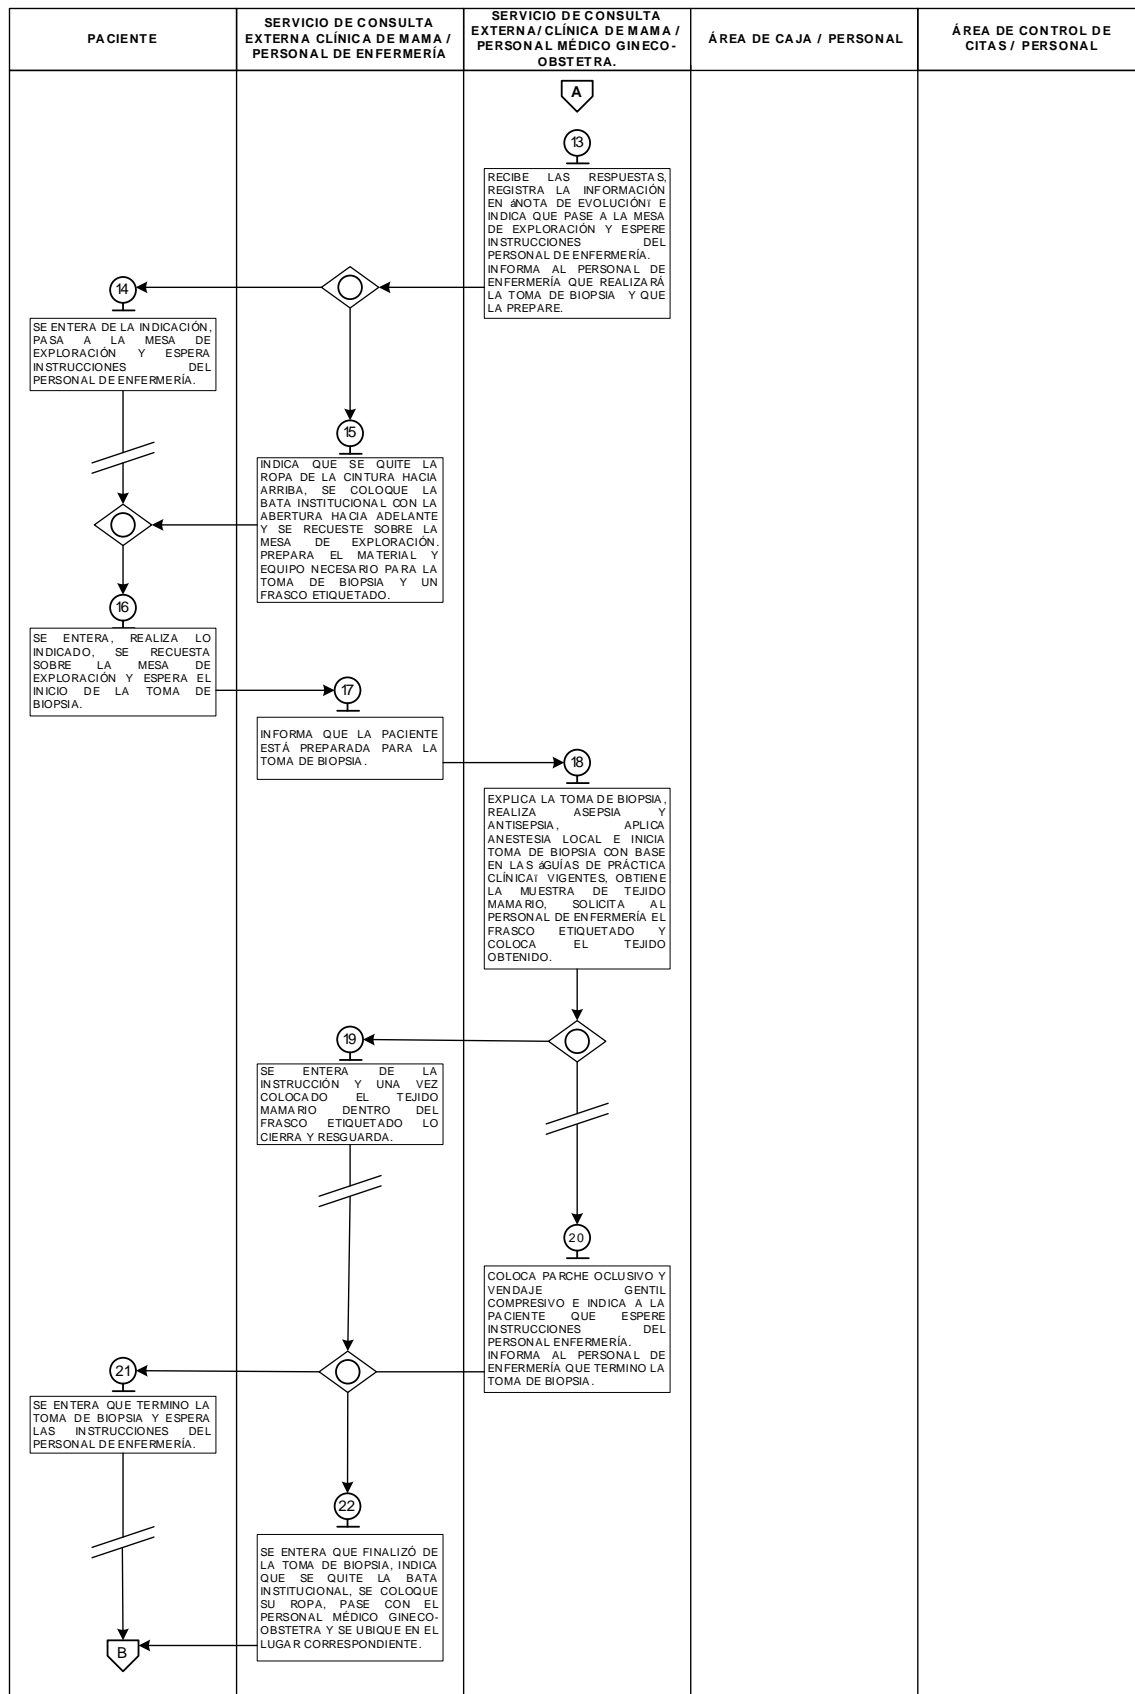 PACIENTE
SERVICIO DE CONSULTA
EXTERNA CLÍNICA DE MAMA /
PERSONAL DE ENFERMERÍA
SERVICIO DE CONSULTA
EXTERNA/ CLÍNICA DE MAMA /
PERSONAL MÉDICO GINECO-
OBSTETRA.
ÁREA DE CAJA / PERSONAL
ÁREA DE CONTROL DE
CITAS / PERSONAL
A
13
RECIBE LAS RESPUESTAS,
REGISTRA LA INFORMACIÓN
EN áNOTA DE EVOLUCIÓNï E
INDICA QUE PASE A LA MESA
DE EXPLORACIÓN Y ESPERE
INSTRUCCIONES DEL
PERSONAL DE ENFERMERÍA.
INFORMA AL PERSONAL DE
ENFERMERÍA QUE REALIZARÁ
LA TOMA DE BIOPSIA Y QUE
LA PREPARE.
14
SE ENTERA DE LA INDICACIÓN,
PASA A LA MESA DE
EXPLORACIÓN Y ESPERA
INSTRUCCIONES DEL
PERSONAL DE ENFERMERÍA.
15
INDICA QUE SE QUITE LA
ROPA DE LA CINTURA HACIA
ARRIBA, SE COLOQUE LA
BATA INSTITUCIONAL CON LA
ABERTURA HACIA ADELANTE
Y SE RECUESTE SOBRE LA
MESA DE EXPLORACIÓN.
PREPARA EL MATERIAL Y
EQUIPO NECESARIO PARA LA
TOMA DE BIOPSIA Y UN
FRASCO ETIQUETADO.
16
SE ENTERA, REALIZA LO
INDICADO, SE RECUESTA
SOBRE LA MESA DE
EXPLORACIÓN Y ESPERA EL
INICIO DE LA TOMA DE
BIOPSIA.
17
INFORMA QUE LA PACIENTE
ESTÁ PREPARADA PARA LA
TOMA DE BIOPSIA.
18
EXPLICA LA TOMA DE BIOPSIA,
REALIZA ASEPSIA Y
ANTISEPSIA, APLICA
ANESTESIA LOCAL E INICIA
TOMA DE BIOPSIA CON BASE
EN LAS áGUÍAS DE PRÁCTICA
CLÍNICAï VIGENTES, OBTIENE
LA MUESTRA DE TEJIDO
MAMARIO, SOLICITA AL
PERSONAL DE ENFERMERÍA EL
FRASCO ETIQUETADO Y
COLOCA EL TEJIDO
OBTENIDO.
19
SE ENTERA DE LA
INSTRUCCIÓN Y UNA VEZ
COLOCADO EL TEJIDO
MAMARIO DENTRO DEL
FRASCO ETIQUETADO LO
CIERRA Y RESGUARDA.
20
COLOCA PARCHE OCLUSIVO Y
VENDAJE GENTIL
COMPRESIVO E INDICA A LA
PACIENTE QUE ESPERE
INSTRUCCIONES DEL
PERSONAL ENFERMERÍA.
INFORMA AL PERSONAL DE
ENFERMERÍA QUE TERMINO LA
TOMA DE BIOPSIA.
21
SE ENTERA QUE TERMINO LA
TOMA DE BIOPSIA Y ESPERA
LAS INSTRUCCIONES DEL
PERSONAL DE ENFERMERÍA.
22
SE ENTERA QUE FINALIZÓ DE
LA TOMA DE BIOPSIA, INDICA
QUE SE QUITE LA BATA
INSTITUCIONAL, SE COLOQUE
SU ROPA, PASE CON EL
PERSONAL MÉDICO GINECO-
OBSTETRA Y SE UBIQUE EN EL
LUGAR CORRESPONDIENTE.
B